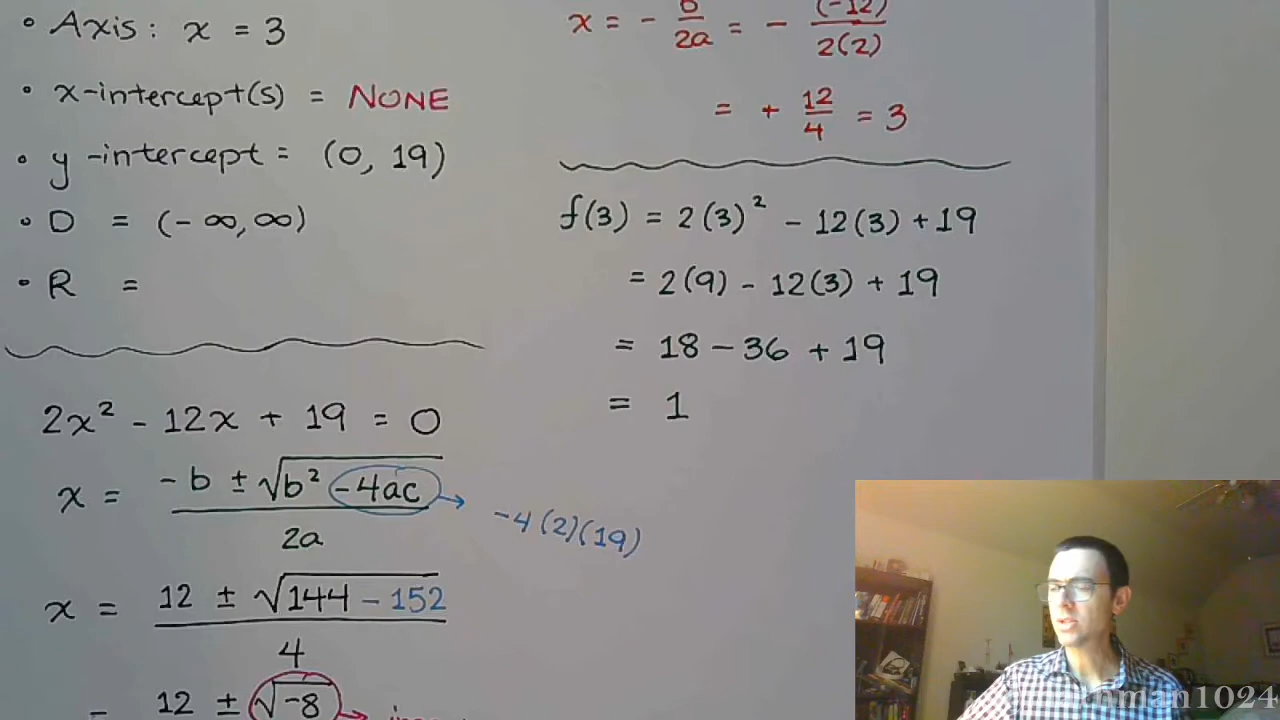 • Axis: x = 3
• x-intercept(s) = NONE
• y-intercept = (0, 19)
• D = (-∞,∞)
• R =
2x² - 12x + 19 = 0
x = -b ± √b² -4ac / 2a
-4(2)(19)
x = 12 ± √144 - 152 / 4
= 12 ± √-8
x = - b/2a = - (-12)/2(2)
= + 12/4 = 3
f(3) = 2(3)² - 12(3) + 19
= 2(9) - 12(3) + 19
= 18 - 36 + 19
= 1
man1024